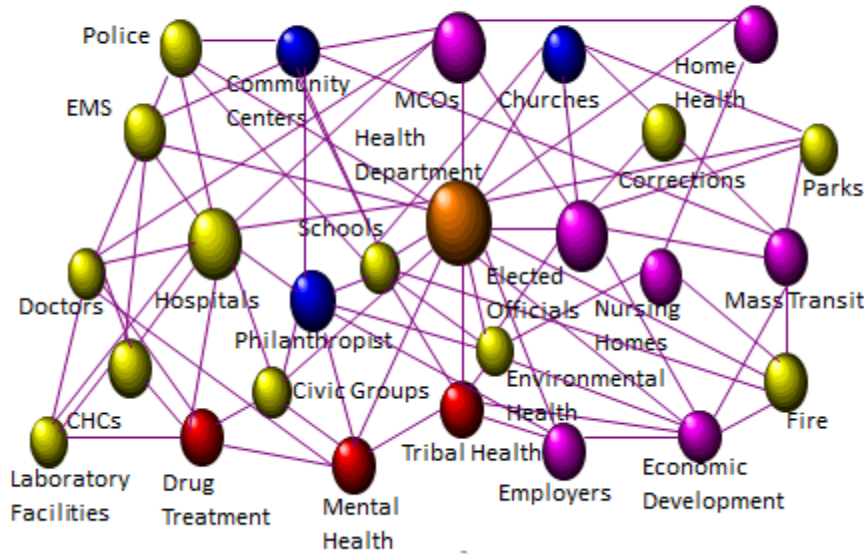 Police
Community
Centers
MCOs
Churches
Home
Health
EMS
Health
Department
Corrections
Parks
Schools
Doctors
Hospitals
Philanthropist
Elected
Officials
Nursing
Homes
Mass Transit
CHCs
Civic Groups
Environmental
Health
Fire
Laboratory
Facilities
Drug
Treatment
Mental
Health
Tribal Health
Employers
Economic
Development